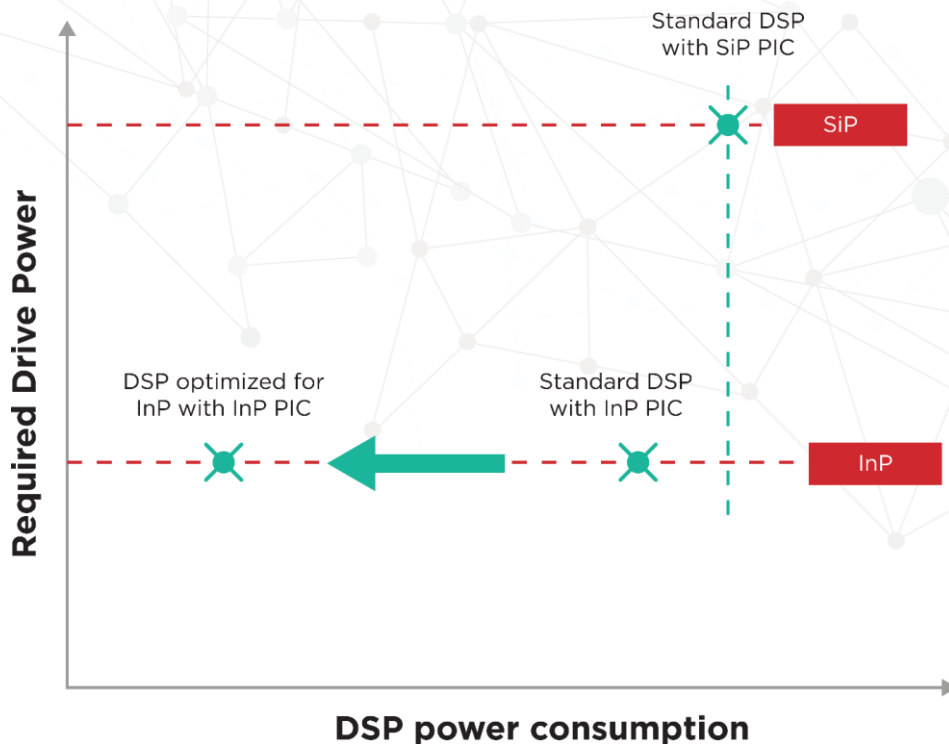 Standard DSP
with SiP PIC
SiP
Required Drive Power
DSP optimized for
InP with InP PIC
Standard DSP
with InP PIC
InP
DSP power consumption